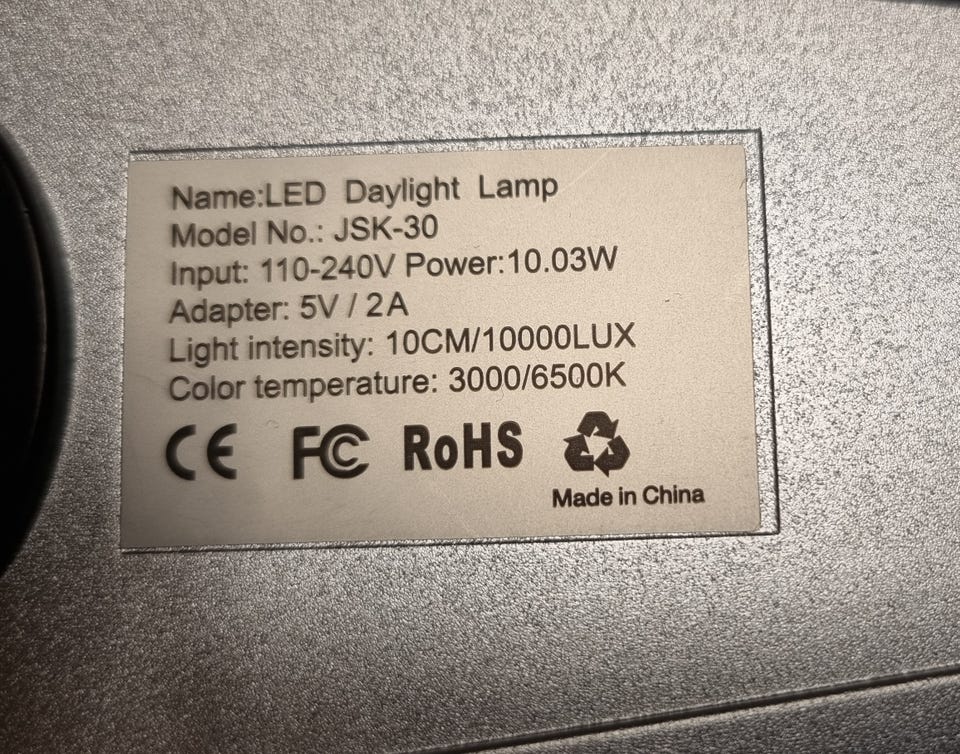 Name:LED Daylight Lamp
Model No.: JSK-30
Input: 110-240V Power:10.03W
Adapter: 5V / 2A
Light intensity: 10CM/10000LUX
Color temperature: 3000/6500K
CE FC RoHS
Made in China